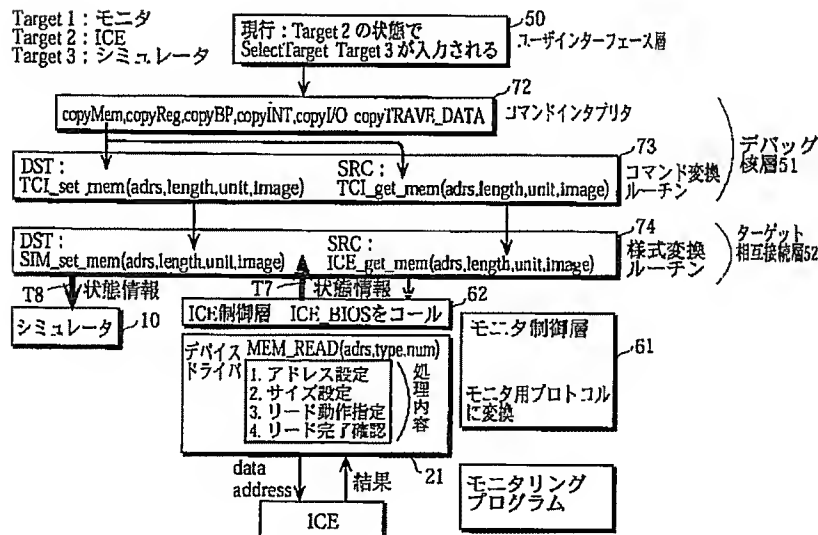 Target 1：モニタ
Target 2：ICE
Target 3：シミュレータ
現行：Target 2 の状態で
SelectTarget Target 3 が入力される
50
ユーザインターフェース層
72
copyMem,copyReg,copyBP,copyINT,copyI/O copyTRAVE_DATA
コマンドインタプリタ
73
DST：
TCI_set_mem(adrs,length,unit,image)
SRC：
TCI_get_mem(adrs,length,unit,image)
コマンド変換
ルーチン
デバッグ
核層51
74
DST：
SIM_set_mem(adrs,length,unit,image)
SRC：
ICE_get_mem(adrs,length,unit,image)
様式変換
ルーチン
ターゲット
相互接続層52
T8
状態情報
T7
状態情報
62
シミュレータ
10
ICE制御層 ICE_BIOSをコール
デバイス
ドライバ
MEM_READ(adrs,type,num)
1. アドレス設定
2. サイズ設定
3. リード動作指定
4. リード完了確認
処理内容
モニタ制御層
モニタ用プロトコル
に変換
61
data
address
結果
21
ICE
モニタリング
プログラム